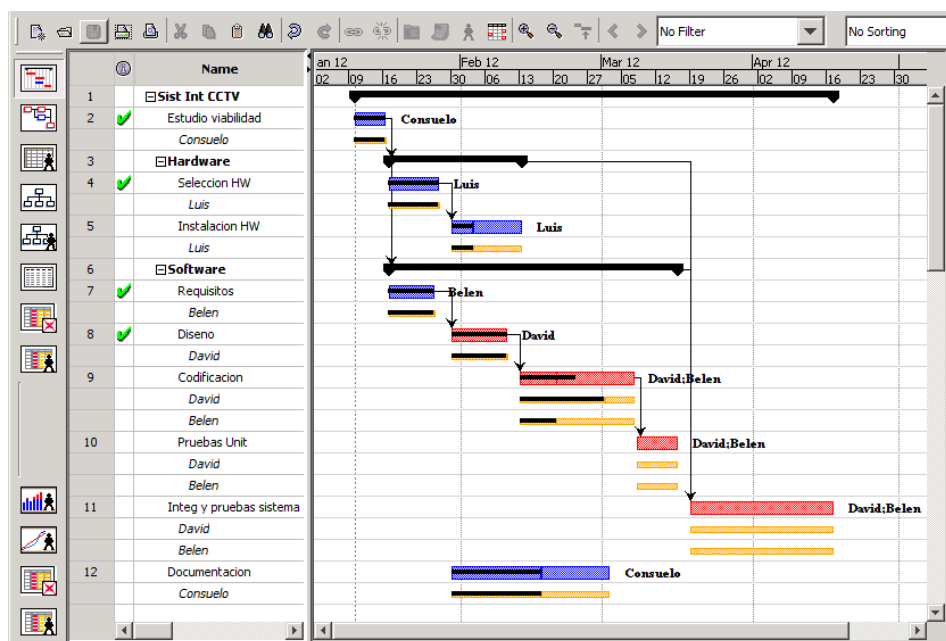 No Filter
No Sorting
Name
an 12 Feb 12 Mar 12 Apr 12
02 09 16 23 30 06 13 20 27 05 12 19 26 02 09 16 23 30
1 Sist Int CCTV
2 Estudio viabilidad Consuelo
Consuelo
3 Hardware
4 Seleccion HW Luis
Luis
5 Instalacion HW Luis
Luis
6 Software
7 Requisitos Belen
Belen
8 Diseno David
David
9 Codificacion David;Belen
David
Belen
10 Pruebas Unit David;Belen
David
Belen
11 Integ y pruebas sistema David;Belen
David
Belen
12 Documentacion Consuelo
Consuelo